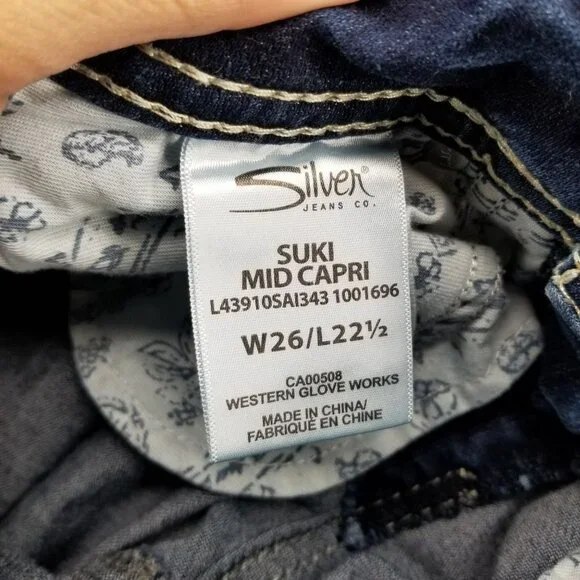 Silver®
JEANS CO.
SUKI
MID CAPRI
L43910SAI343 1001696
W26/L22½
CA00508
WESTERN GLOVE WORKS
MADE IN CHINA/
FABRIQUÉ EN CHINE